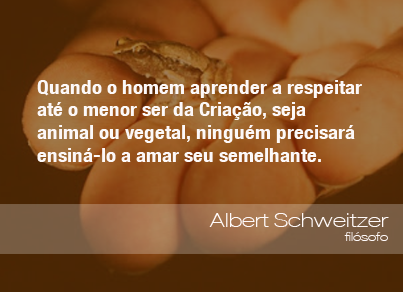 Quando o homem aprender a respeitar
até o menor ser da Criação, seja
animal ou vegetal, ninguém precisará
ensiná-lo a amar seu semelhante.
Albert Schweitzer
filósofo